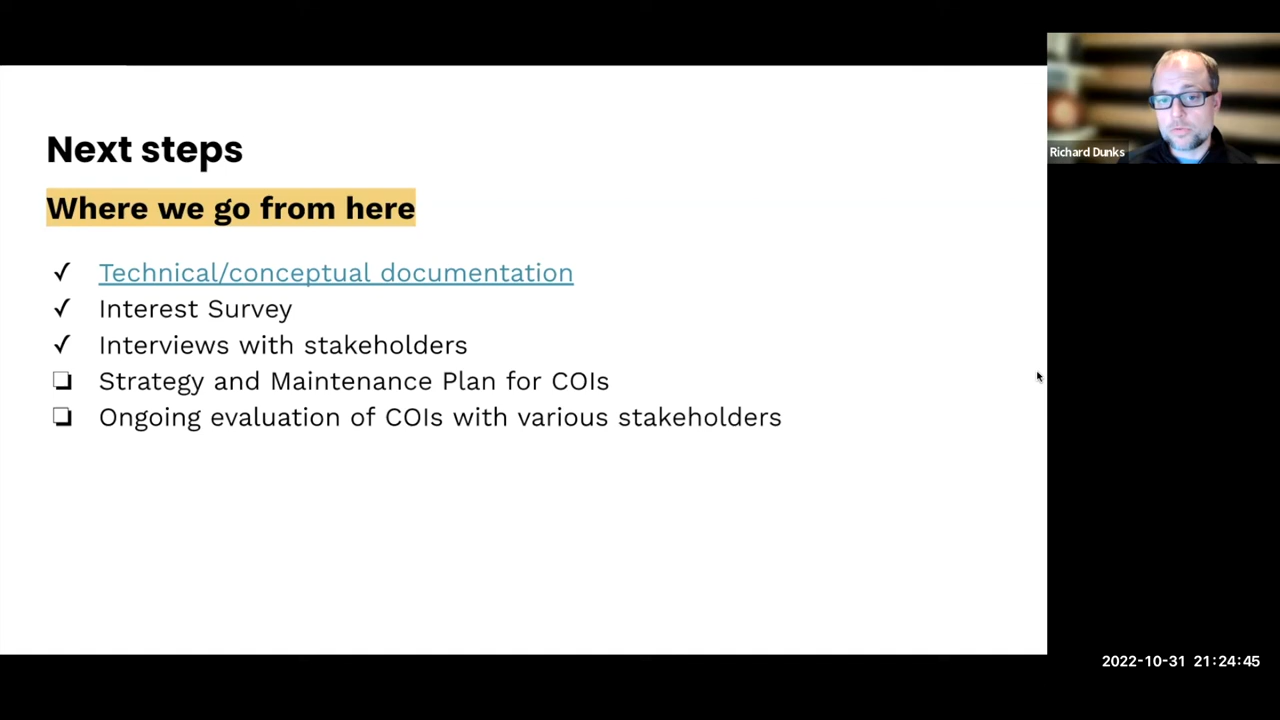 Next steps
Where we go from here
✓ Technical/conceptual documentation
✓ Interest Survey
✓ Interviews with stakeholders
❏ Strategy and Maintenance Plan for COIs
❏ Ongoing evaluation of COIs with various stakeholders
Richard Dunks
2022-10-31 21:24:45